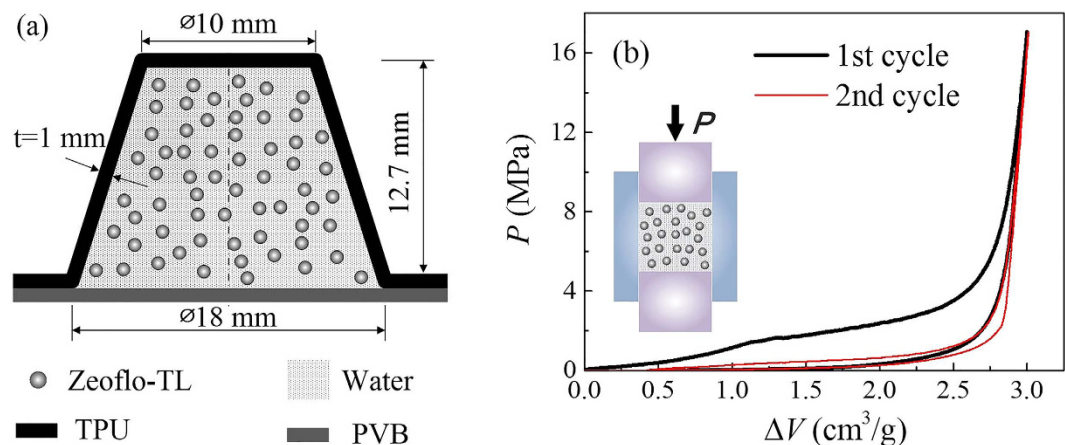 (a)
⌀10 mm
t=1 mm
12.7 mm
⌀18 mm
Zeoflo-TL
Water
TPU
PVB
(b)
1st cycle
2nd cycle
P
P (MPa)
16
12
8
4
0
0.0 0.5 1.0 1.5 2.0 2.5 3.0
ΔV (cm³/g)